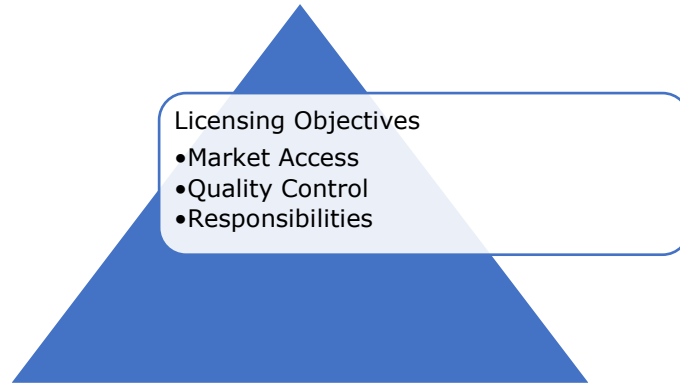 Licensing Objectives
•Market Access
•Quality Control
•Responsibilities